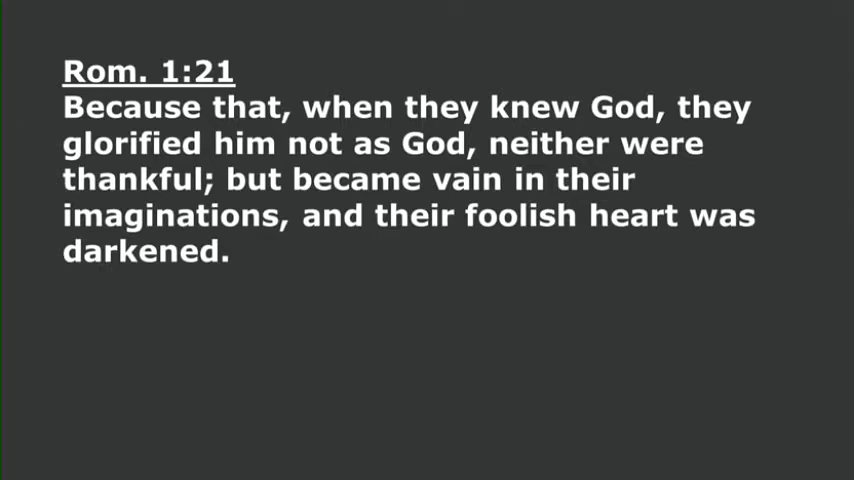 Rom. 1:21
Because that, when they knew God, they
glorified him not as God, neither were
thankful; but became vain in their
imaginations, and their foolish heart was
darkened.